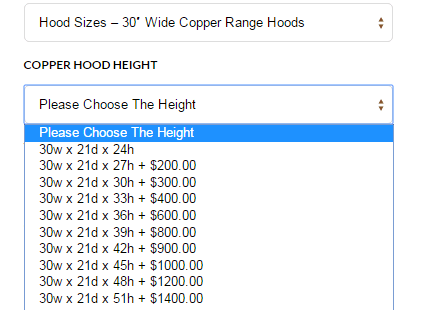 Hood Sizes – 30" Wide Copper Range Hoods
COPPER HOOD HEIGHT
Please Choose The Height
Please Choose The Height
30w x 21d x 24h
30w x 21d x 27h + $200.00
30w x 21d x 30h + $300.00
30w x 21d x 33h + $400.00
30w x 21d x 36h + $600.00
30w x 21d x 39h + $800.00
30w x 21d x 42h + $900.00
30w x 21d x 45h + $1000.00
30w x 21d x 48h + $1200.00
30w x 21d x 51h + $1400.00